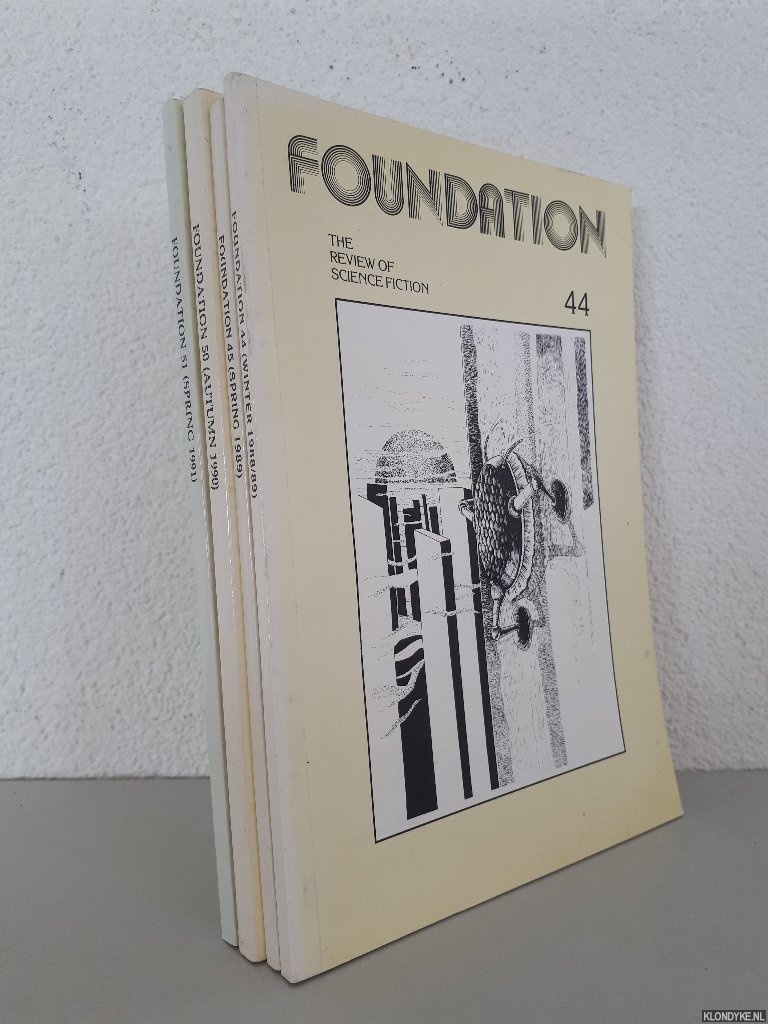 FOUNDATION
THE
REVIEW OF
SCIENCE FICTION
44
FOUNDATION 44 (WINTER 1988/89)
FOUNDATION 45 (SPRING 1989)
FOUNDATION 50 (AUTUMN 1990)
FOUNDATION 51 (SPRING 1991)
KLONDYKE.NL